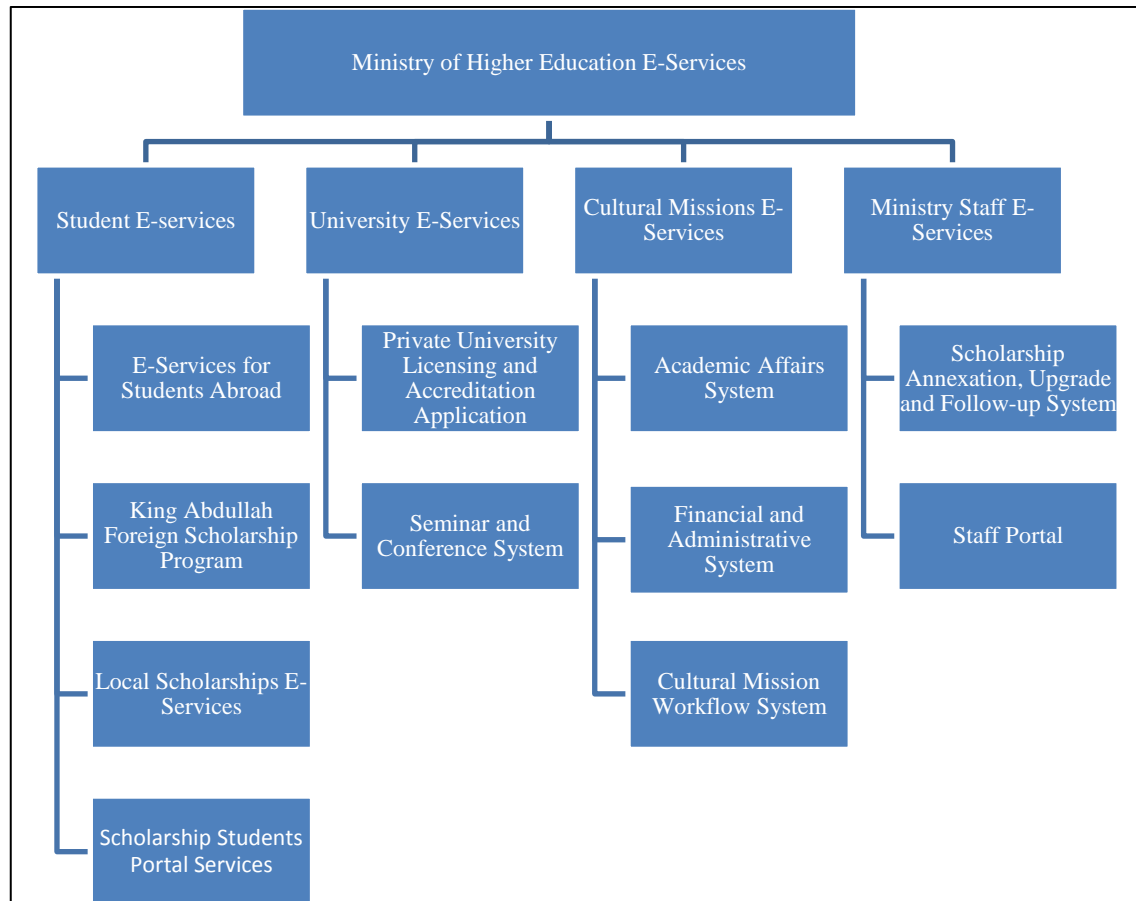 Ministry of Higher Education E-Services
Student E-services
University E-Services
Cultural Missions E-
Services
Ministry Staff E-
Services
E-Services for
Students Abroad
Private University
Licensing and
Accreditation
Application
Academic Affairs
System
Scholarship
Annexation, Upgrade
and Follow-up System
King Abdullah
Foreign Scholarship
Program
Seminar and
Conference System
Financial and
Administrative
System
Staff Portal
Local Scholarships E-
Services
Cultural Mission
Workflow System
Scholarship Students
Portal Services